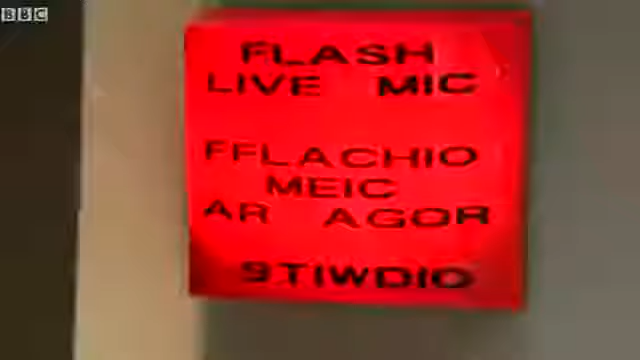 BBC
FLASH
LIVE MIC
FFLACHIO
MEIC
AR AGOR
STIWDIO